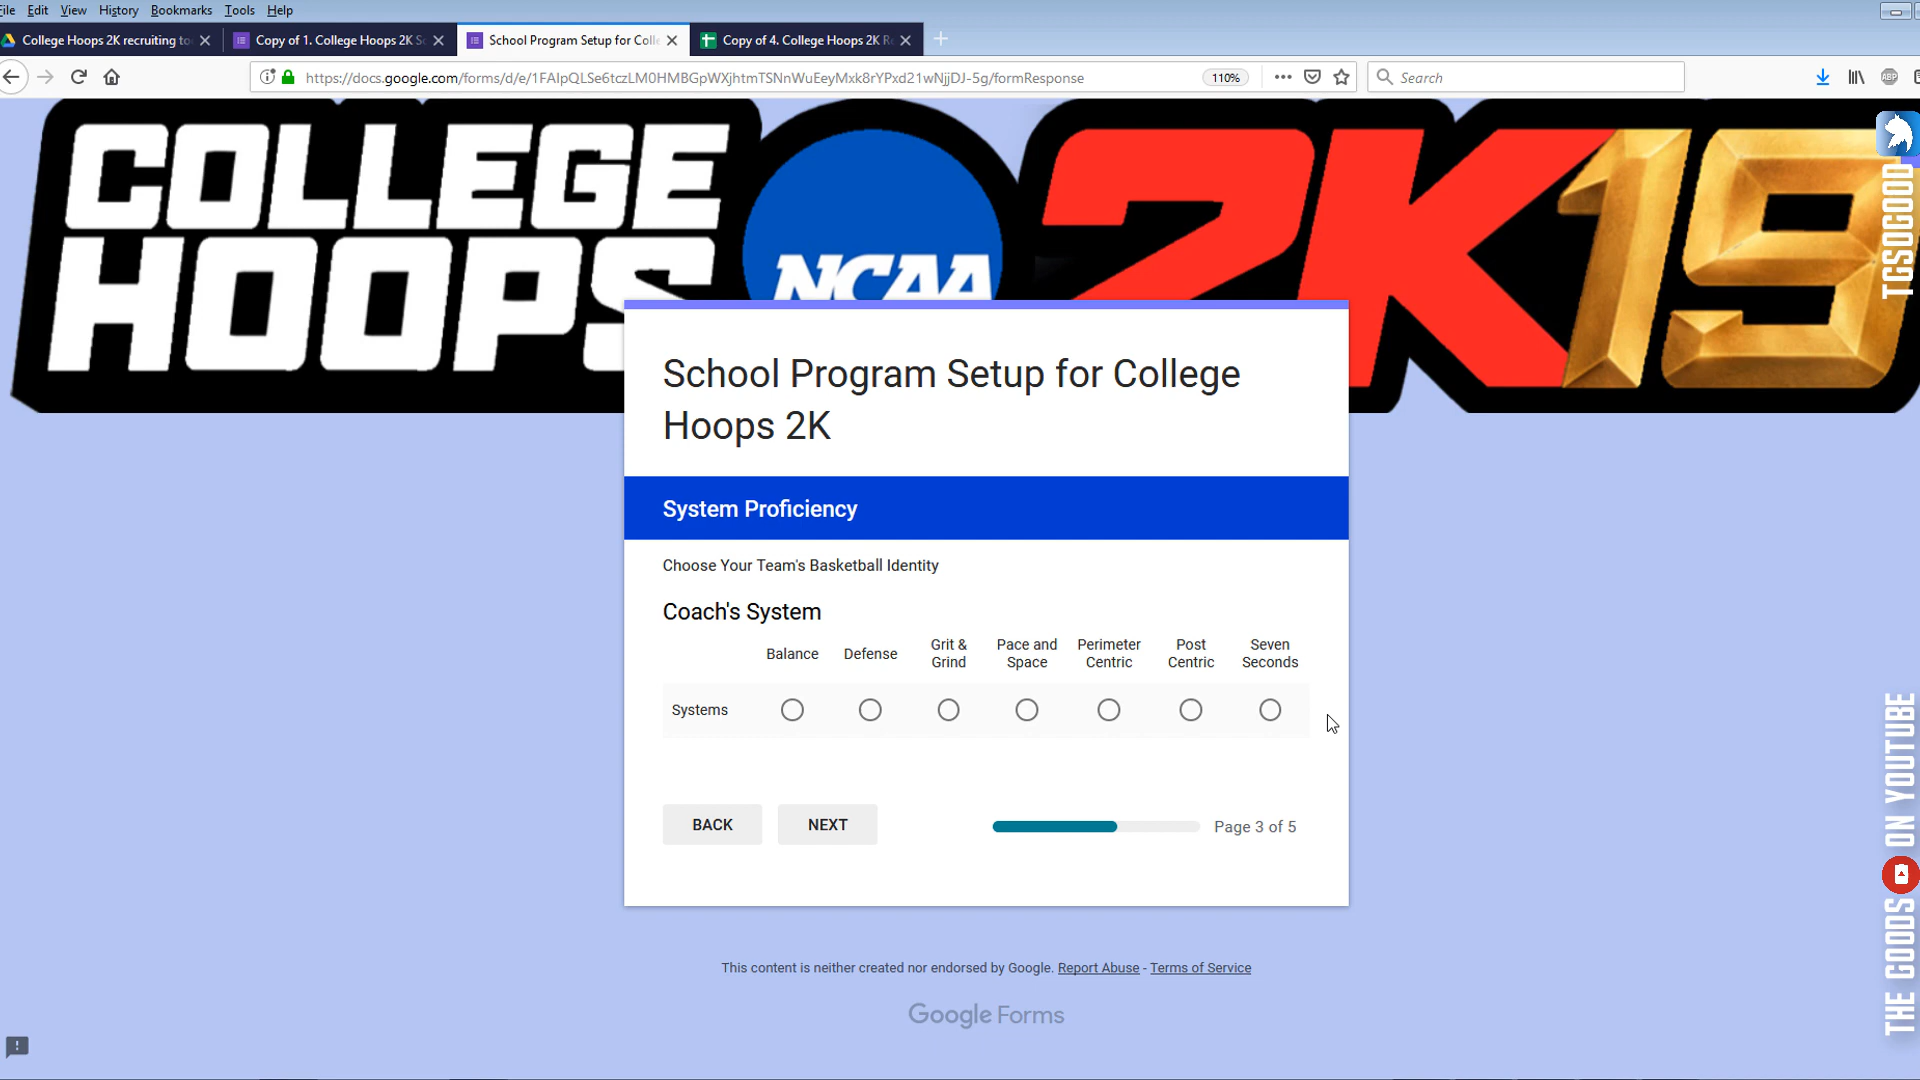 File Edit View History Bookmarks Tools Help
College Hoops 2K recruiting to
Copy of 1. College Hoops 2K S
School Program Setup for Colle
Copy of 4. College Hoops 2K R
https://docs.google.com/forms/d/e/1FAIpQLSe6tczLM0HMBGpWXjhtmTSNnWuEeyMxk8rYPxd21wNjjDJ-5g/formResponse
110%
Search
ABP
COLLEGE
HOOPS
NCAA
2K19
TGSOGOOD
School Program Setup for College
Hoops 2K
System Proficiency
Choose Your Team's Basketball Identity
Coach's System
Balance Defense Grit & Grind Pace and Space Perimeter Centric Post Centric Seven Seconds
Systems
BACK NEXT Page 3 of 5
This content is neither created nor endorsed by Google. Report Abuse - Terms of Service
Google Forms
THE GOODS ON YOUTUBE